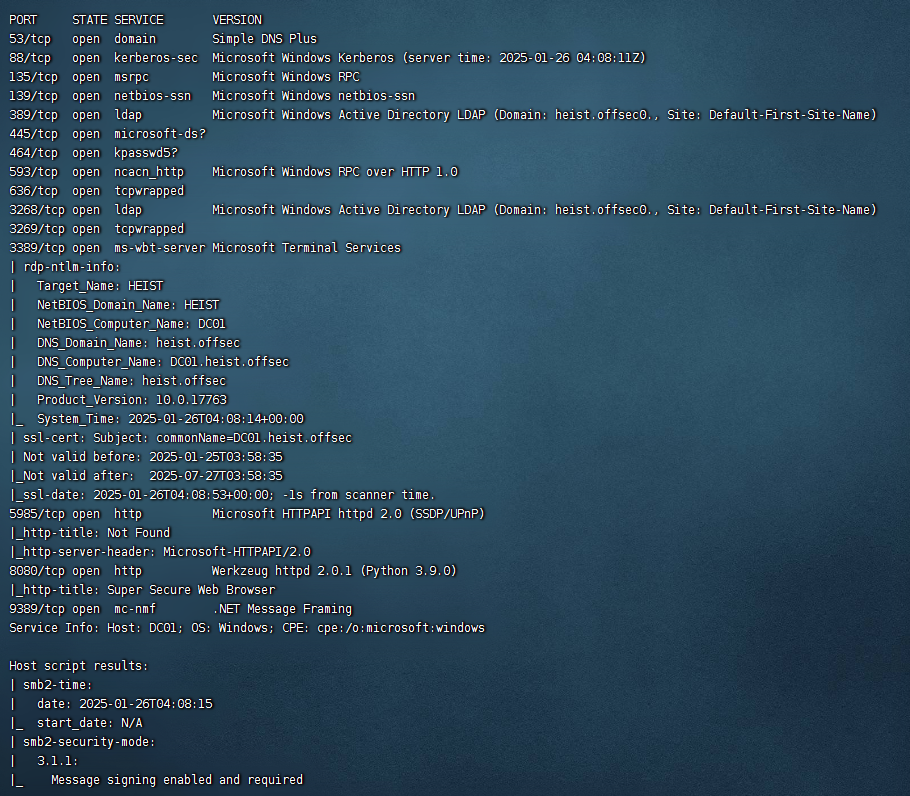 PORT     STATE SERVICE       VERSION
53/tcp   open  domain        Simple DNS Plus
88/tcp   open  kerberos-sec  Microsoft Windows Kerberos (server time: 2025-01-26 04:08:11Z)
135/tcp  open  msrpc         Microsoft Windows RPC
139/tcp  open  netbios-ssn   Microsoft Windows netbios-ssn
389/tcp  open  ldap          Microsoft Windows Active Directory LDAP (Domain: heist.offsec0., Site: Default-First-Site-Name)
445/tcp  open  microsoft-ds?
464/tcp  open  kpasswd5?
593/tcp  open  ncacn_http    Microsoft Windows RPC over HTTP 1.0
636/tcp  open  tcpwrapped
3268/tcp open  ldap          Microsoft Windows Active Directory LDAP (Domain: heist.offsec0., Site: Default-First-Site-Name)
3269/tcp open  tcpwrapped
3389/tcp open  ms-wbt-server Microsoft Terminal Services
| rdp-ntlm-info:
|   Target_Name: HEIST
|   NetBIOS_Domain_Name: HEIST
|   NetBIOS_Computer_Name: DC01
|   DNS_Domain_Name: heist.offsec
|   DNS_Computer_Name: DC01.heist.offsec
|   DNS_Tree_Name: heist.offsec
|   Product_Version: 10.0.17763
|_  System_Time: 2025-01-26T04:08:14+00:00
| ssl-cert: Subject: commonName=DC01.heist.offsec
| Not valid before: 2025-01-25T03:58:35
|_Not valid after:  2025-07-27T03:58:35
|_ssl-date: 2025-01-26T04:08:53+00:00; -1s from scanner time.
5985/tcp open  http          Microsoft HTTPAPI httpd 2.0 (SSDP/UPnP)
|_http-title: Not Found
|_http-server-header: Microsoft-HTTPAPI/2.0
8080/tcp open  http          Werkzeug httpd 2.0.1 (Python 3.9.0)
|_http-title: Super Secure Web Browser
9389/tcp open  mc-nmf        .NET Message Framing
Service Info: Host: DC01; OS: Windows; CPE: cpe:/o:microsoft:windows

Host script results:
| smb2-time:
|   date: 2025-01-26T04:08:15
|_  start_date: N/A
| smb2-security-mode:
|   3.1.1:
|_    Message signing enabled and required